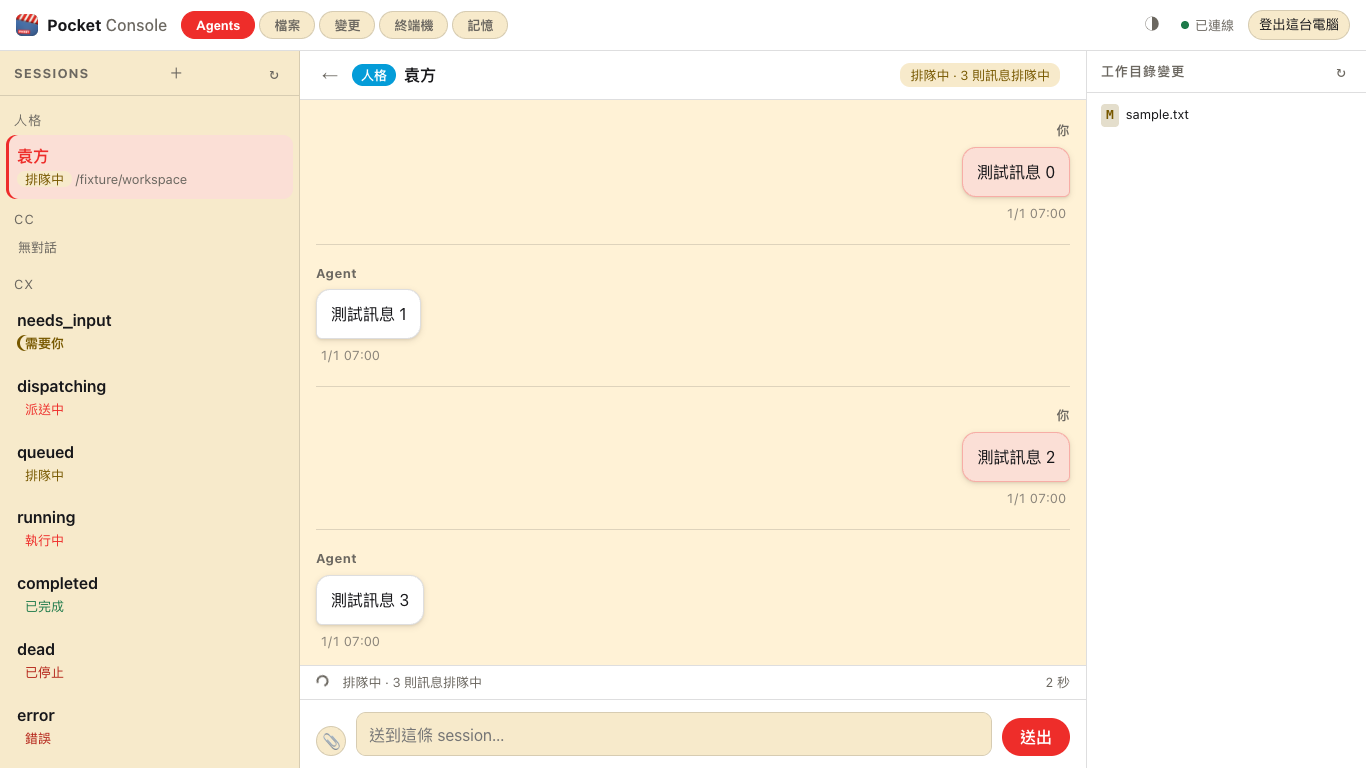 Pocket Console
Agents
檔案
變更
終端機
記憶
已連線
登出這台電腦
SESSIONS
人格
袁方
排隊中 /fixture/workspace
CC
無對話
CX
needs_input
需要你
dispatching
派送中
queued
排隊中
running
執行中
completed
已完成
dead
已停止
error
錯誤
人格 袁方
排隊中 · 3 則訊息排隊中
你
測試訊息 0
1/1 07:00
Agent
測試訊息 1
1/1 07:00
你
測試訊息 2
1/1 07:00
Agent
測試訊息 3
1/1 07:00
排隊中 · 3 則訊息排隊中
2 秒
送到這條 session...
送出
工作目錄變更
M sample.txt